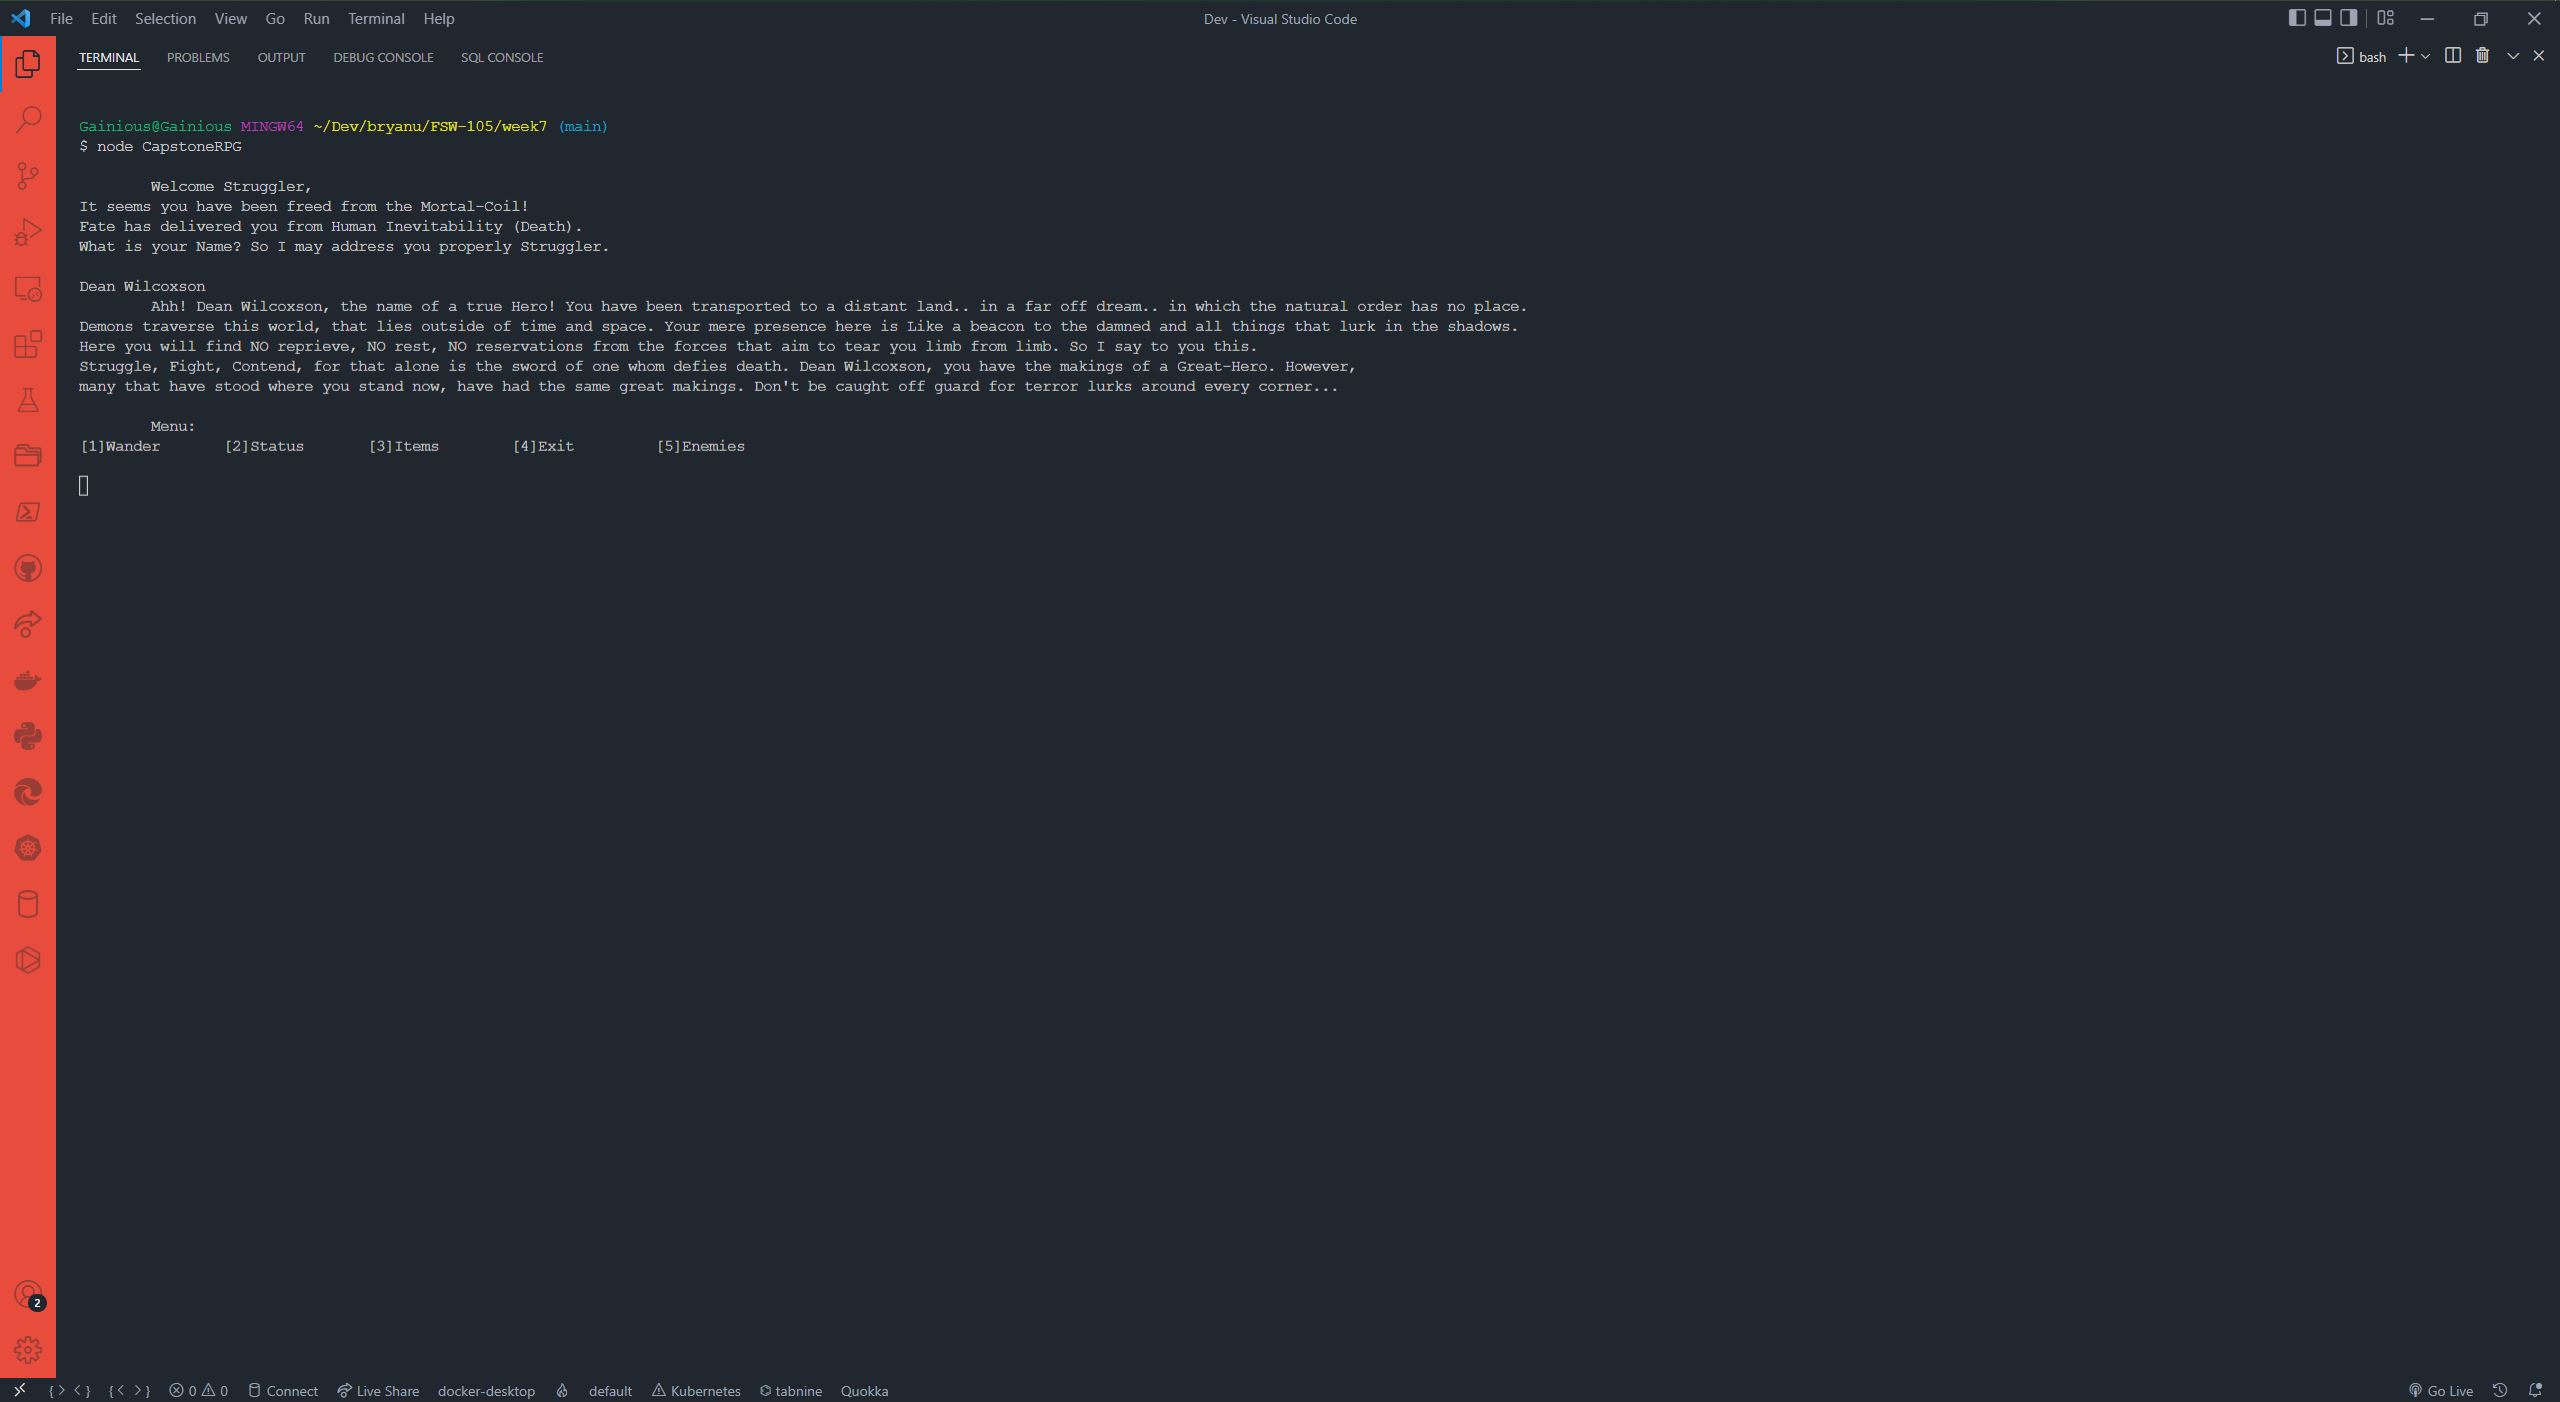 File Edit Selection View Go Run Terminal Help
Dev - Visual Studio Code
TERMINAL PROBLEMS OUTPUT DEBUG CONSOLE SQL CONSOLE
bash
Gainious@Gainious MINGW64 ~/Dev/bryanu/FSW-105/week7 (main)
$ node CapstoneRPG
Welcome Struggler,
It seems you have been freed from the Mortal-Coil!
Fate has delivered you from Human Inevitability (Death).
What is your Name? So I may address you properly Struggler.
Dean Wilcoxson
Ahh! Dean Wilcoxson, the name of a true Hero! You have been transported to a distant land.. in a far off dream.. in which the natural order has no place.
Demons traverse this world, that lies outside of time and space. Your mere presence here is Like a beacon to the damned and all things that lurk in the shadows.
Here you will find NO reprieve, NO rest, NO reservations from the forces that aim to tear you limb from limb. So I say to you this.
Struggle, Fight, Contend, for that alone is the sword of one whom defies death. Dean Wilcoxson, you have the makings of a Great-Hero. However,
many that have stood where you stand now, have had the same great makings. Don't be caught off guard for terror lurks around every corner...
Menu:
[1]Wander [2]Status [3]Items [4]Exit [5]Enemies
2
{> <} {< >} 0 0 Connect Live Share docker-desktop default Kubernetes tabnine Quokka
Go Live